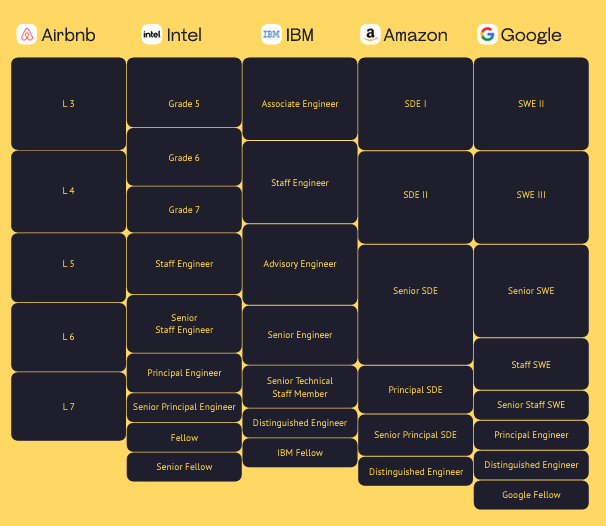 Airbnb
intel Intel
IBM IBM
a Amazon
G Google
L 3
L 4
L 5
L 6
L 7
Grade 5
Grade 6
Grade 7
Staff Engineer
Senior
Staff Engineer
Principal Engineer
Senior Principal Engineer
Fellow
Senior Fellow
Associate Engineer
Staff Engineer
Advisory Engineer
Senior Engineer
Senior Technical
Staff Member
Distinguished Engineer
IBM Fellow
SDE I
SDE II
Senior SDE
Principal SDE
Senior Principal SDE
Distinguished Engineer
SWE II
SWE III
Senior SWE
Staff SWE
Senior Staff SWE
Principal Engineer
Distinguished Engineer
Google Fellow